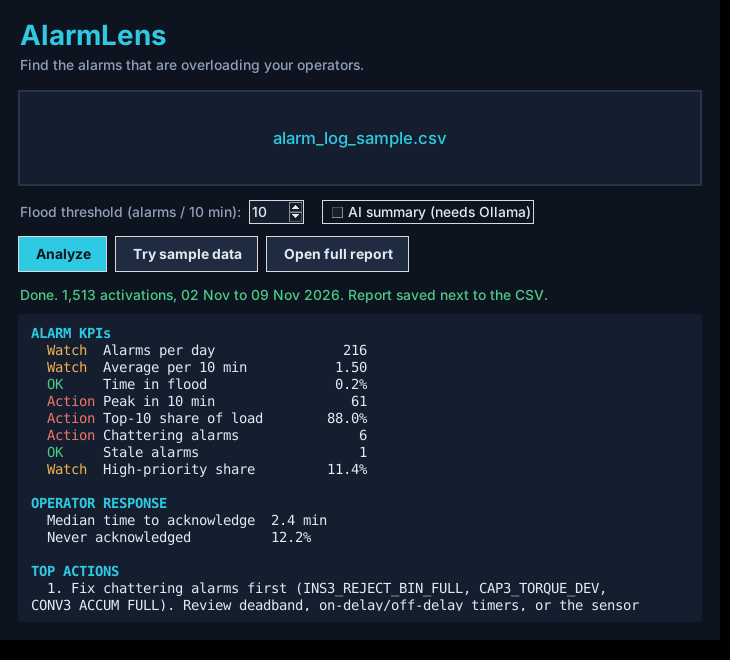 AlarmLens
Find the alarms that are overloading your operators.
alarm_log_sample.csv
Flood threshold (alarms / 10 min): 10 AI summary (needs Ollama)
Analyze Try sample data Open full report
Done. 1,513 activations, 02 Nov to 09 Nov 2026. Report saved next to the CSV.
ALARM KPIs
Watch Alarms per day 216
Watch Average per 10 min 1.50
OK Time in flood 0.2%
Action Peak in 10 min 61
Action Top-10 share of load 88.0%
Action Chattering alarms 6
OK Stale alarms 1
Watch High-priority share 11.4%
OPERATOR RESPONSE
Median time to acknowledge 2.4 min
Never acknowledged 12.2%
TOP ACTIONS
1. Fix chattering alarms first (INS3_REJECT_BIN_FULL, CAP3_TORQUE_DEV,
CONV3_ACCUM_FULL). Review deadband, on-delay/off-delay timers, or the sensor